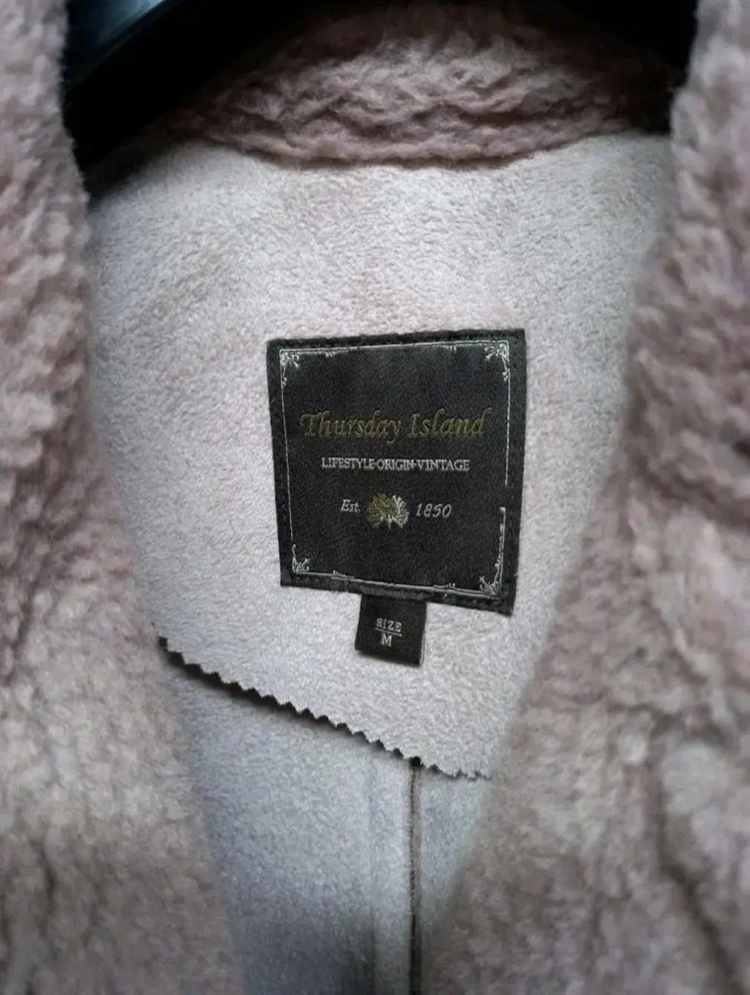 Thursday Island
LIFESTYLE·ORIGIN·VINTAGE
Est. 1850
SIZE
M